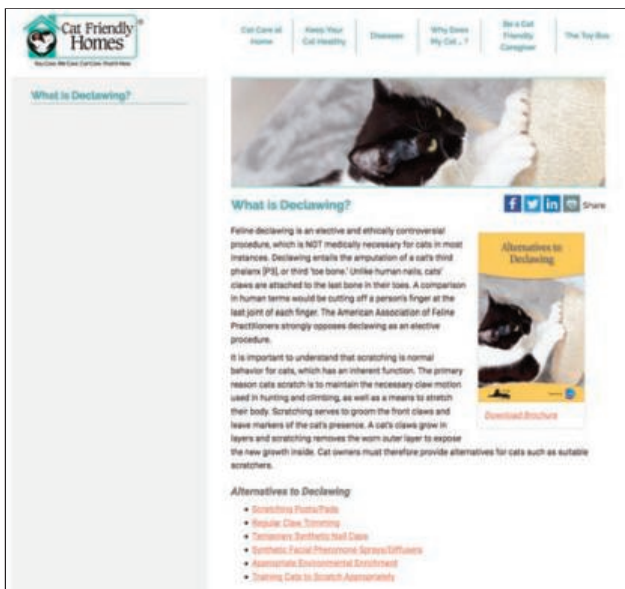 Cat Friendly
Homes®
You Care. We Care. Cat Care. That's How.
Cat Care at
Home
Keep Your
Cat Healthy
Diseases
Why Does
My Cat... ?
Be a Cat
Friendly
Caregiver
The Toy Box
What is Declawing?
What is Declawing?
Share
Feline declawing is an elective and ethically controversial
procedure, which is NOT medically necessary for cats in most
instances. Declawing entails the amputation of a cat's third
phalanx [P3], or third 'toe bone.' Unlike human nails, cats'
claws are attached to the last bone in their toes. A comparison
in human terms would be cutting off a person's finger at the
last joint of each finger. The American Association of Feline
Practitioners strongly opposes declawing as an elective
procedure.
It is important to understand that scratching is normal
behavior for cats, which has an inherent function. The primary
reason cats scratch is to maintain the necessary claw motion
used in hunting and climbing, as well as a means to stretch
their body. Scratching serves to groom the front claws and
leave markers of the cat's presence. A cat's claws grow in
layers and scratching removes the worn outer layer to expose
the new growth inside. Cat owners must therefore provide alternatives for cats such as suitable
scratchers.
Alternatives to
Declawing
Download Brochure
Alternatives to Declawing
Scratching Posts/Pads
Regular Claw Trimming
Temporary Synthetic Nail Caps
Synthetic Facial Pheromone Sprays/Diffusers
Appropriate Environmental Enrichment
Training Cats to Scratch Appropriately